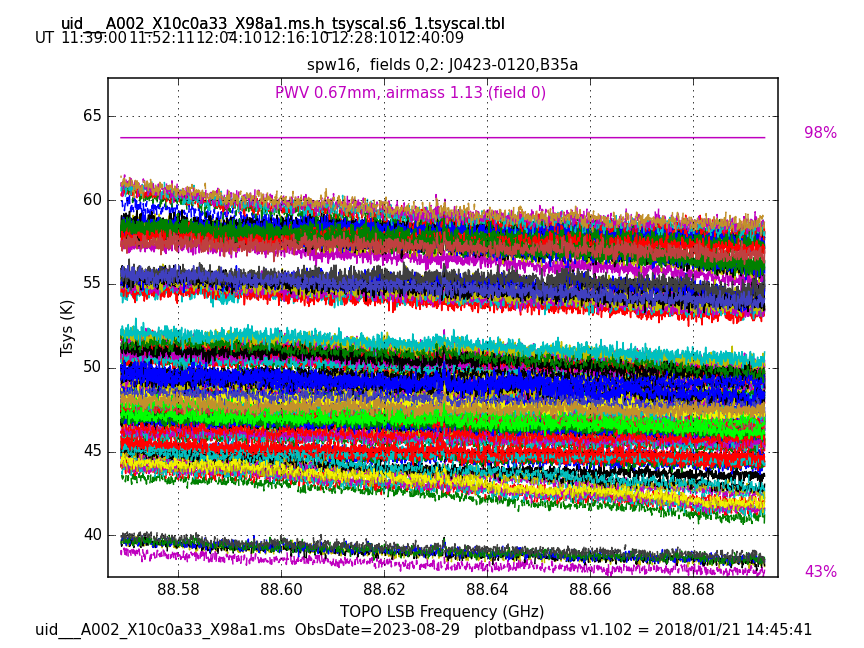 uid___A002_X10c0a33_X98a1.ms.h_tsyscal.s6_1.tsyscal.tbl
UT 11:39:00 11:52:11 12:04:10 12:16:10 12:28:10 12:40:09
spw16, fields 0,2: J0423-0120,B35a
PWV 0.67mm, airmass 1.13 (field 0)
98%
65
60
55
50
45
40
Tsys (K)
43%
88.58 88.60 88.62 88.64 88.66 88.68
TOPO LSB Frequency (GHz)
uid___A002_X10c0a33_X98a1.ms ObsDate=2023-08-29 plotbandpass v1.102 = 2018/01/21 14:45:41